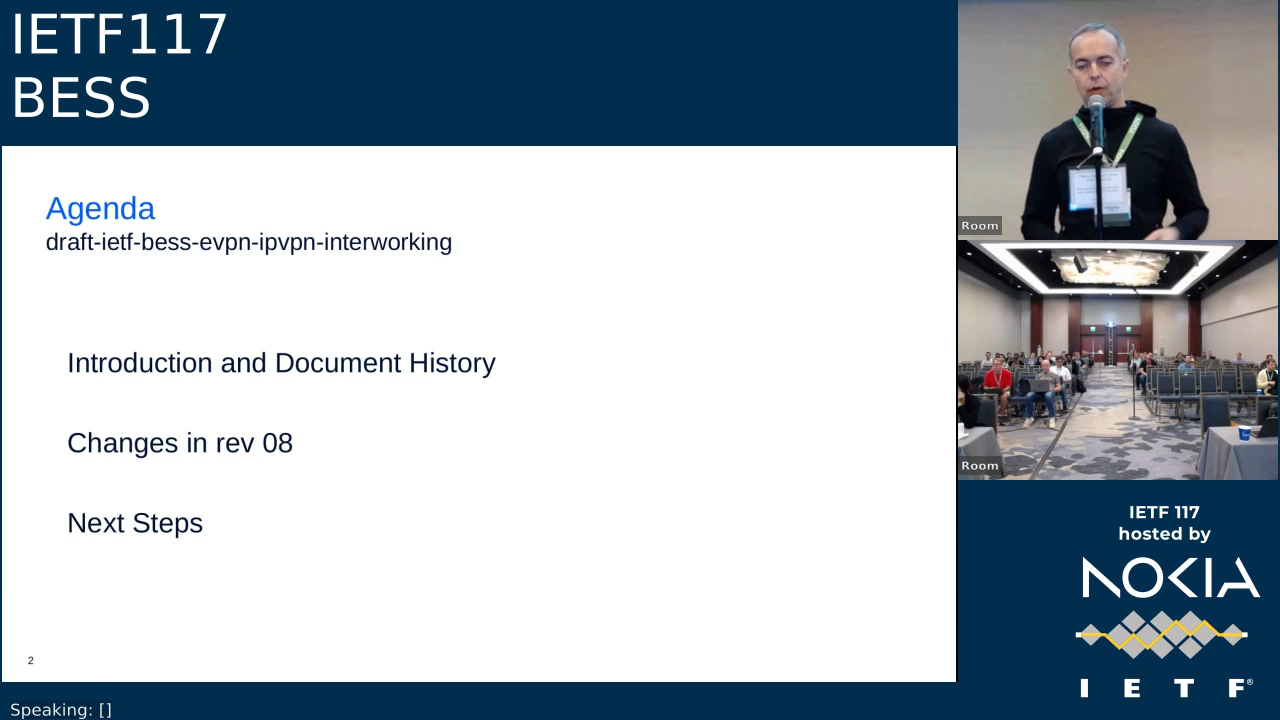 IETF117
BESS
Agenda
draft-ietf-bess-evpn-ipvpn-interworking
Introduction and Document History
Changes in rev 08
Next Steps
2
Speaking: []
Room
Room
IETF 117
hosted by
NOKIA
I E T F®